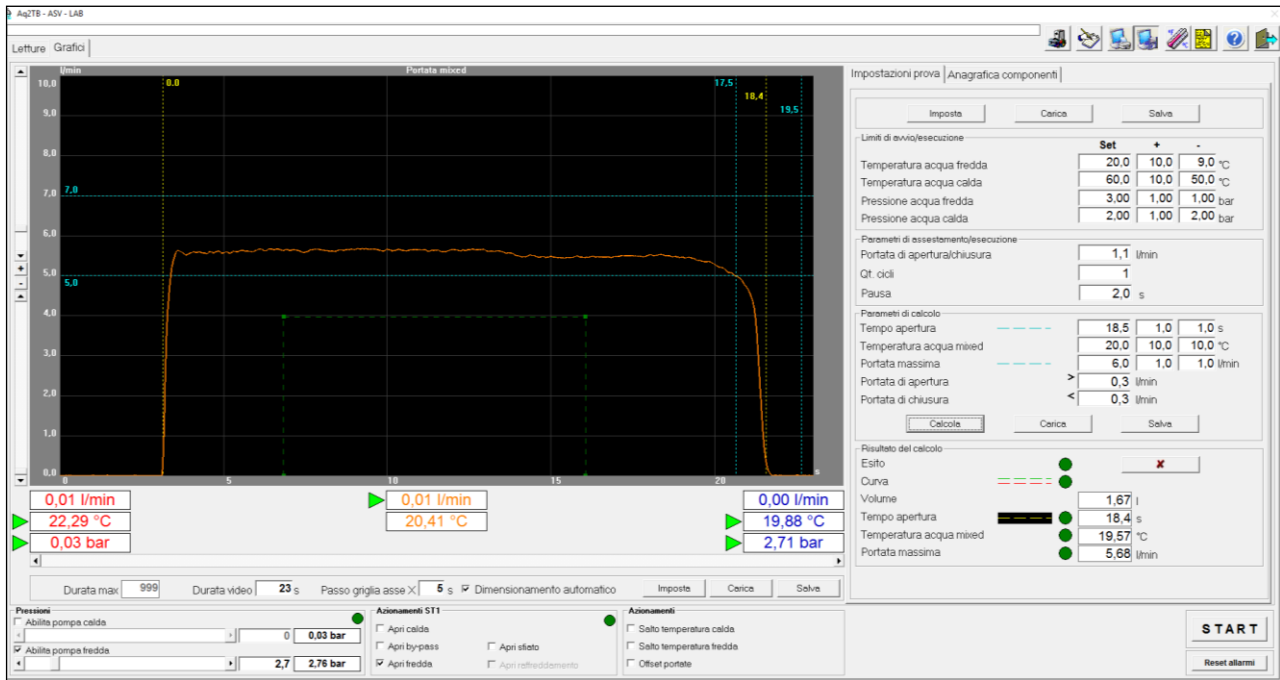 Aq2TB - ASV - LAB
Letture Grafici
l/min Portata mixed
10,0 0.0 17,5
18,4
19,5
9,0
8,0
7,0 7,0
6,0
5,0 5,0
4,0
3,0
2,0
1,0
0,0 s
0 5 10 15 20
0,01 l/min 0,01 l/min 0,00 l/min
22,29 °C 20,41 °C 19,88 °C
0,03 bar 2,71 bar
Durata max 999 Durata video 23 s Passo griglia asse X 5 s Dimensionamento automatico Imposta Carica Salva
Pressioni
Abilita pompa calda
0 0,03 bar
Abilita pompa fredda
2,7 2,76 bar
Azionamenti ST1
Apri calda
Apri by-pass Apri sfiato
Apri fredda Apri raffreddamento
Azionamenti
Salto temperatura calda
Salto temperatura fredda
Offset portate
Impostazioni prova Anagrafica componenti
Imposta Carica Salva
Limiti di avvio/esecuzione
Set + -
Temperatura acqua fredda 20,0 10,0 9,0 °C
Temperatura acqua calda 60,0 10,0 50,0 °C
Pressione acqua fredda 3,00 1,00 1,00 bar
Pressione acqua calda 2,00 1,00 2,00 bar
Parametri di assestamento/esecuzione
Portata di apertura/chiusura 1,1 l/min
Qt. cicli 1
Pausa 2,0 s
Parametri di calcolo
Tempo apertura 18,5 1,0 1,0 s
Temperatura acqua mixed 20,0 10,0 10,0 °C
Portata massima 6,0 1,0 1,0 l/min
Portata di apertura > 0,3 l/min
Portata di chiusura < 0,3 l/min
Calcola Carica Salva
Risultato del calcolo
Esito
Curva
Volume 1,67 l
Tempo apertura 18,4 s
Temperatura acqua mixed 19,57 °C
Portata massima 5,68 l/min
START
Reset allarmi